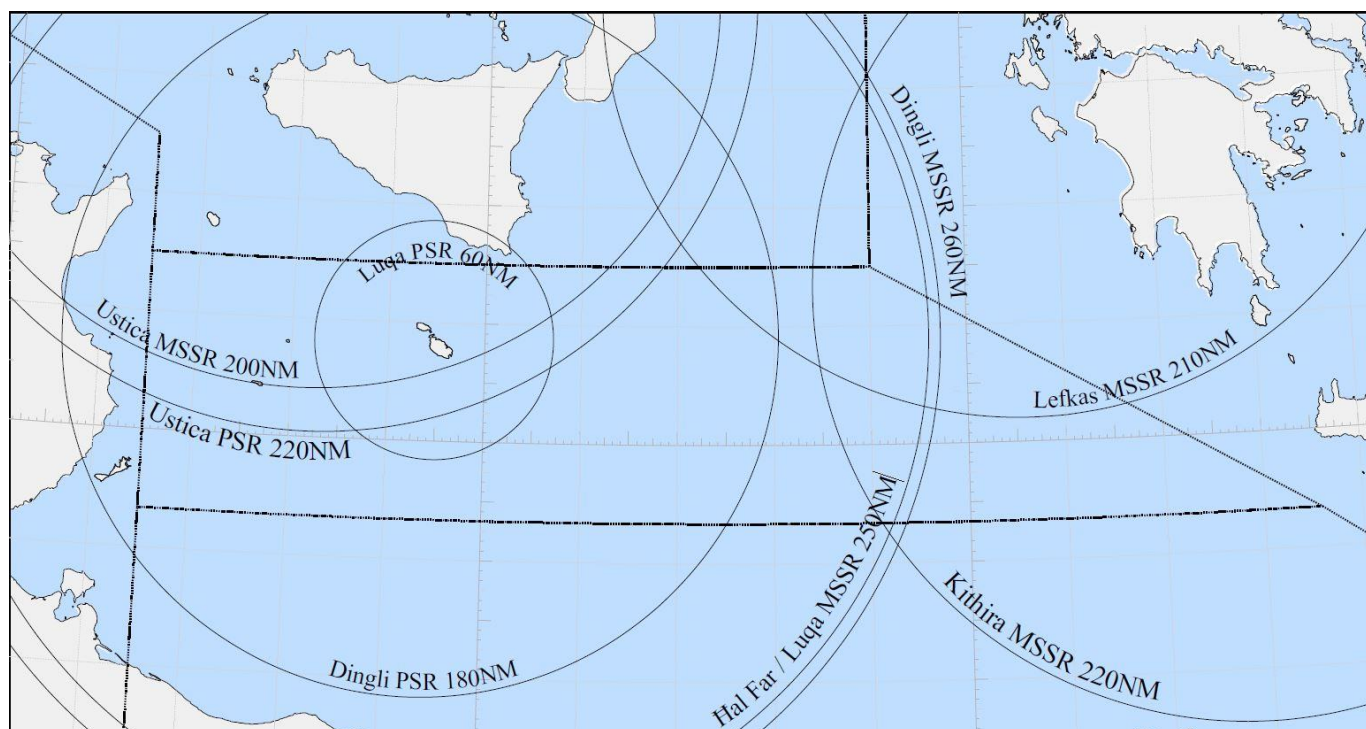 Dingli MSSR 260NM
Luqa PSR 60NM
Ustica MSSR 200NM
Lefkas MSSR 210NM
Ustica PSR 220NM
Hal Far / Luqa MSSR 250NM
Kithira MSSR 220NM
Dingli PSR 180NM